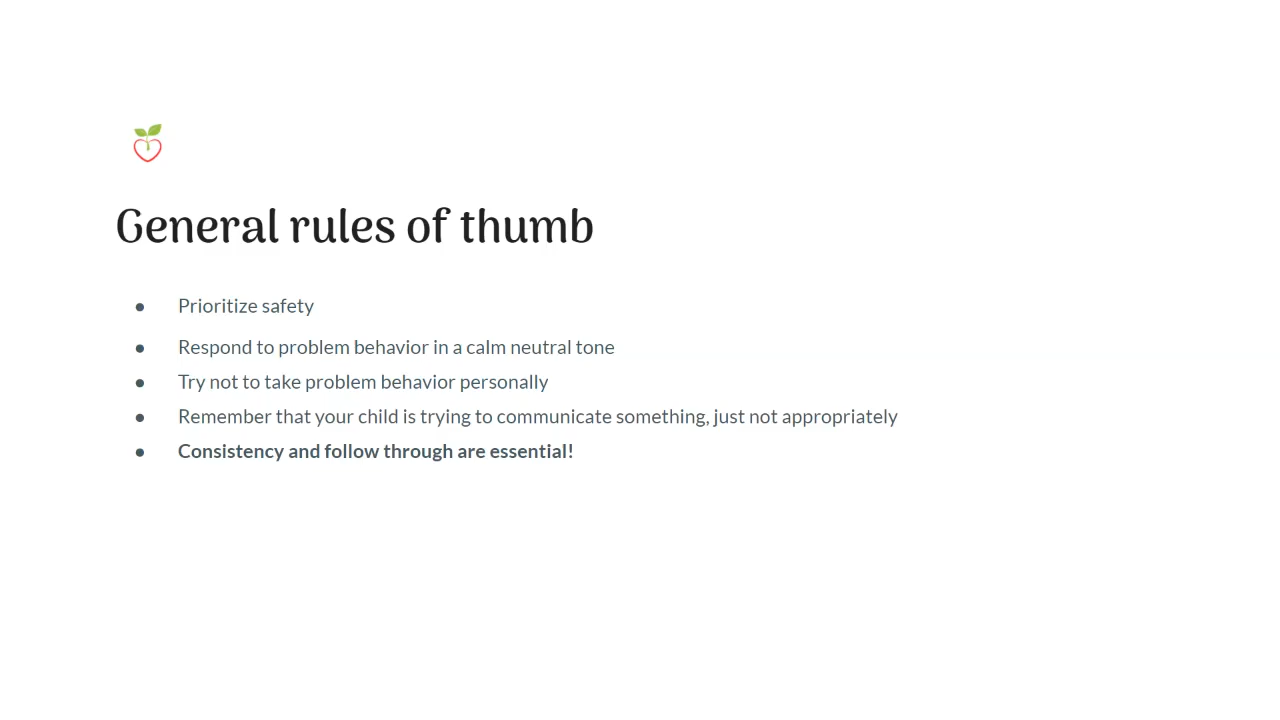 General rules of thumb
● Prioritize safety
● Respond to problem behavior in a calm neutral tone
● Try not to take problem behavior personally
● Remember that your child is trying to communicate something, just not appropriately
● Consistency and follow through are essential!